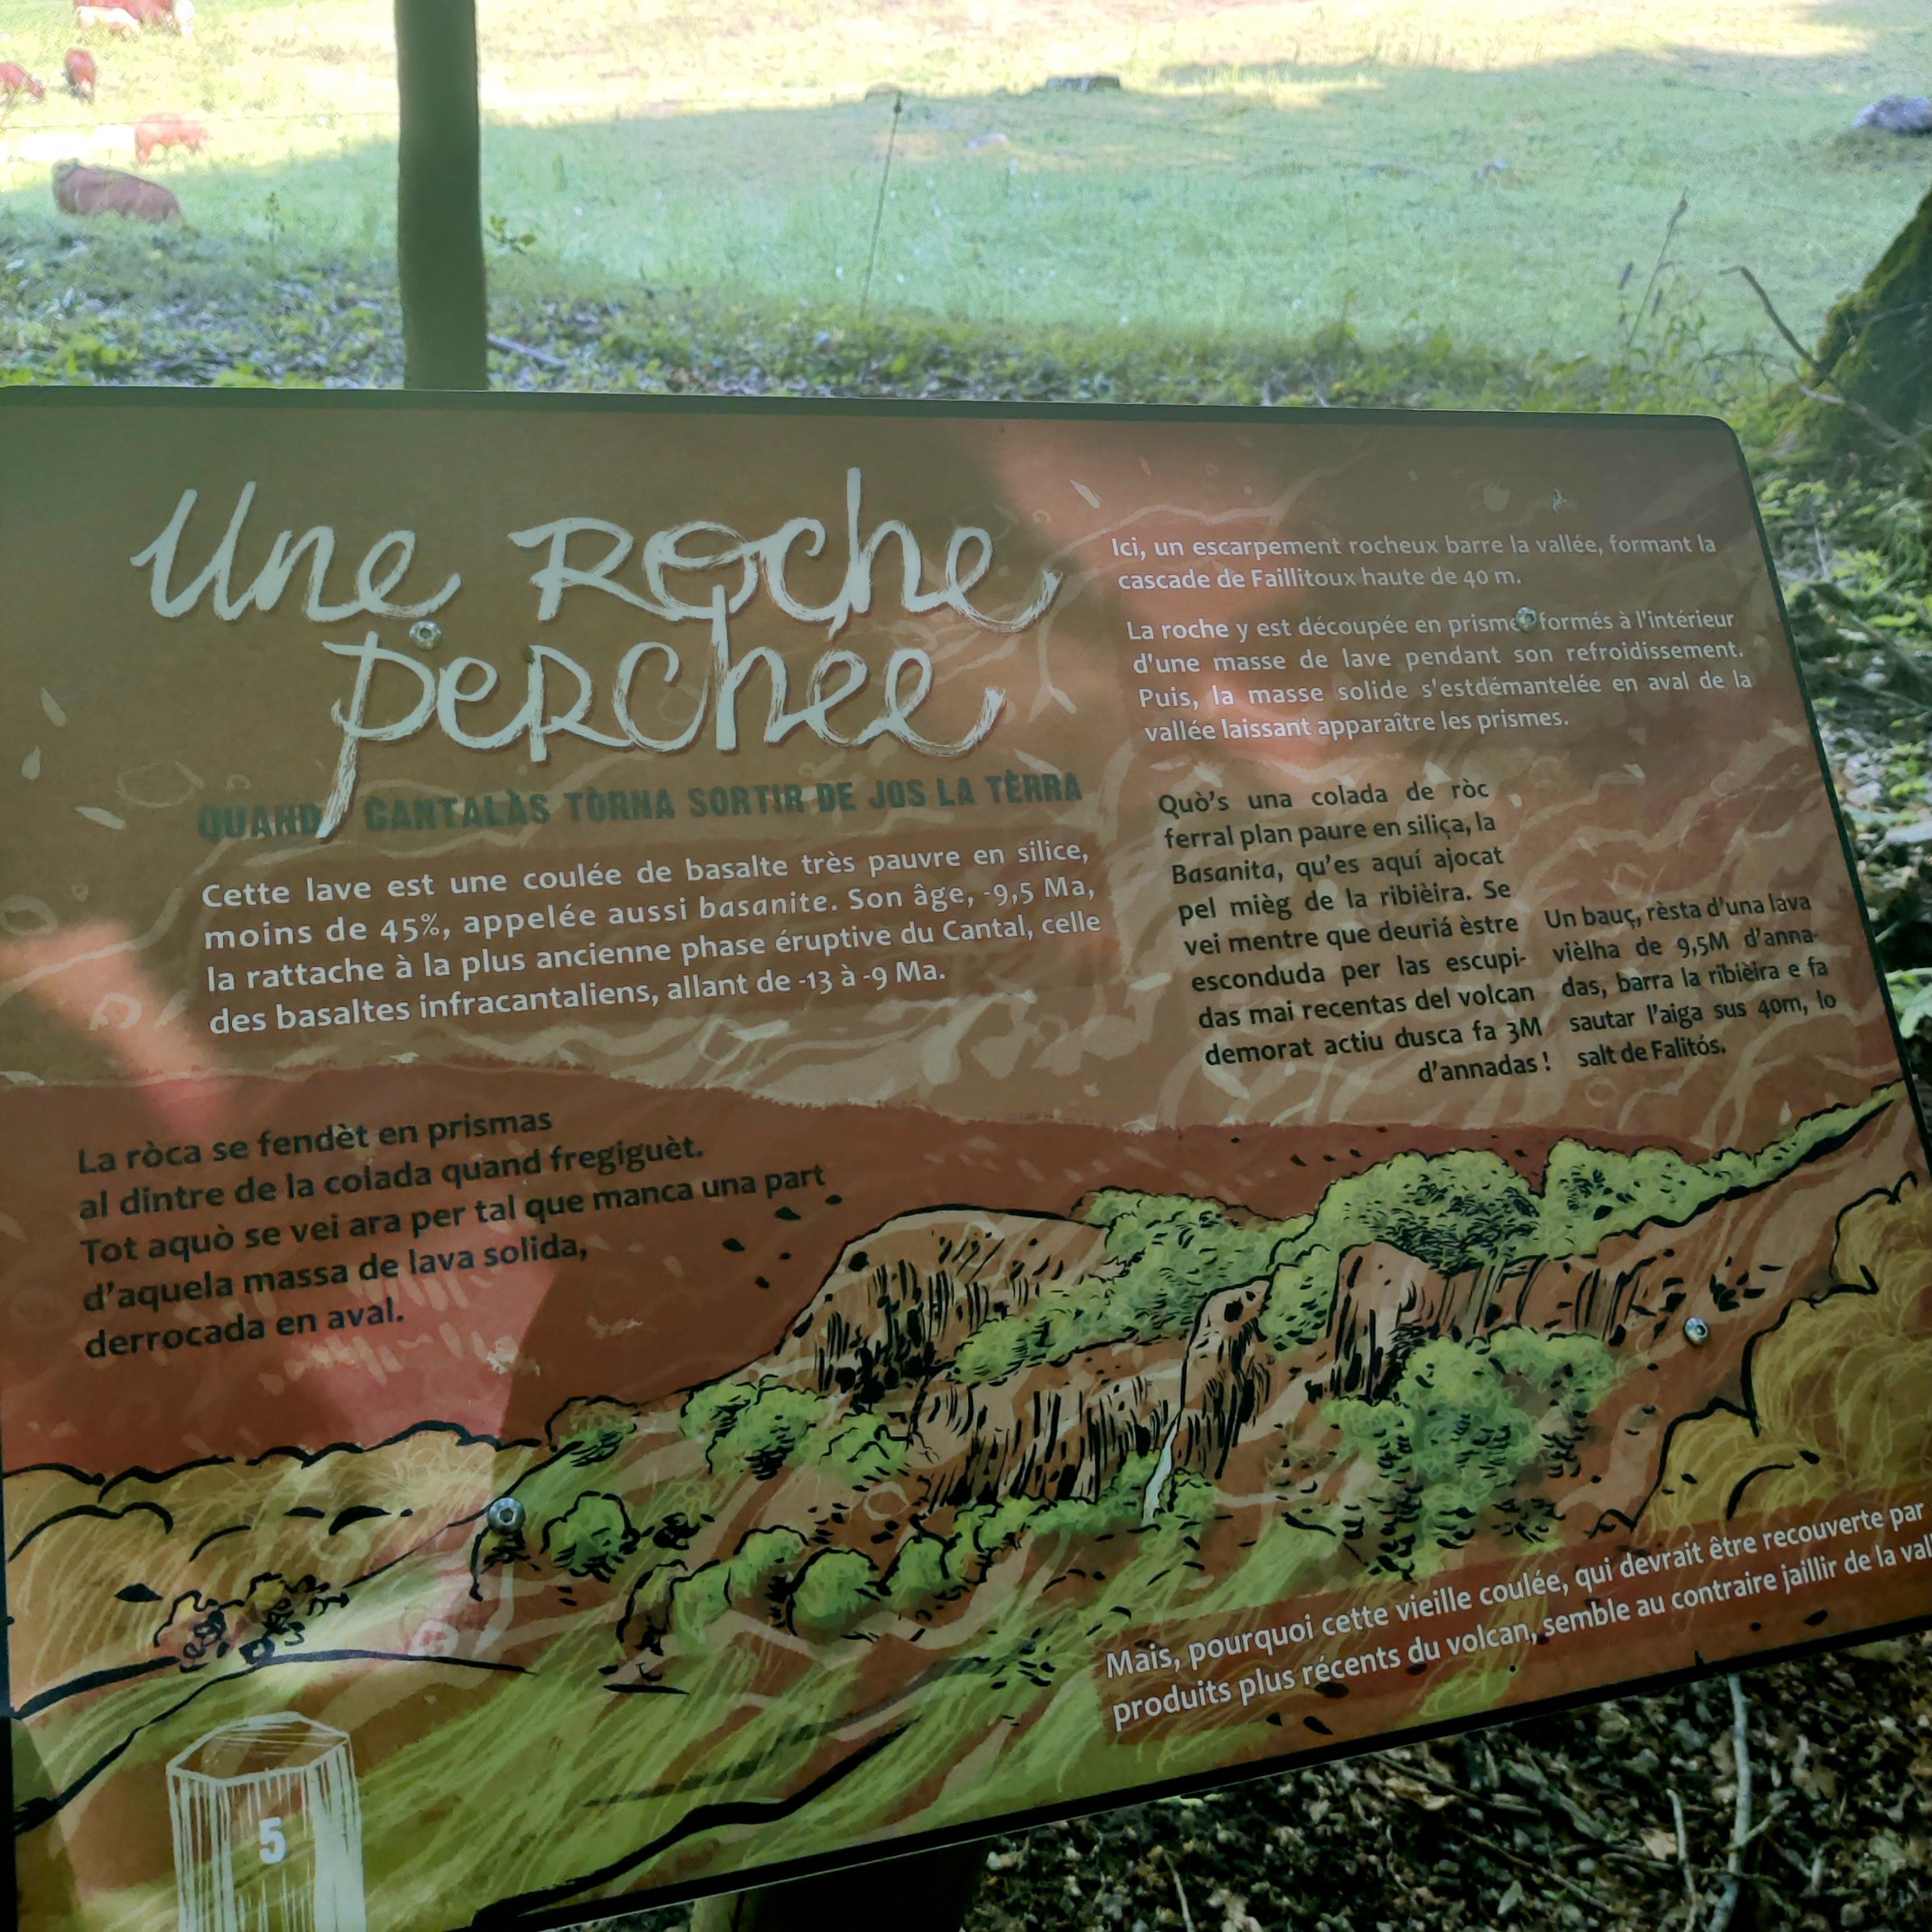 Une Roche
perchée
QUAND CANTALÀS TÒRNA SORTIR DE JOS LA TÈRRA
Cette lave est une coulée de basalte très pauvre en silice,
moins de 45%, appelée aussi basanite. Son âge, -9,5 Ma,
la rattache à la plus ancienne phase éruptive du Cantal, celle
des basaltes infracantaliens, allant de -13 à -9 Ma.
Ici, un escarpement rocheux barre la vallée, formant la
cascade de Faillitoux haute de 40 m.
La roche y est découpée en prismes formés à l'intérieur
d'une masse de lave pendant son refroidissement.
Puis, la masse solide s'estdémantelée en aval de la
vallée laissant apparaître les prismes.
Quò's una colada de ròc
ferral plan paure en siliça, la
Basanita, qu'es aquí ajocat
pel mièg de la ribièira. Se
vei mentre que deuriá èstre
esconduda per las escupi-
das mai recentas del volcan
demorat actiu dusca fa 3M
d'annadas !
Un bauç, rèsta d'una lava
vièlha de 9,5M d'anna-
das, barra la ribièira e fa
sautar l'aiga sus 40m, lo
salt de Falitós.
La ròca se fendèt en prismas
al dintre de la colada quand fregiguèt.
Tot aquò se vei ara per tal que manca una part
d'aquela massa de lava solida,
derrocada en aval.
Mais, pourquoi cette vieille coulée, qui devrait être recouverte par
produits plus récents du volcan, semble au contraire jaillir de la val
5